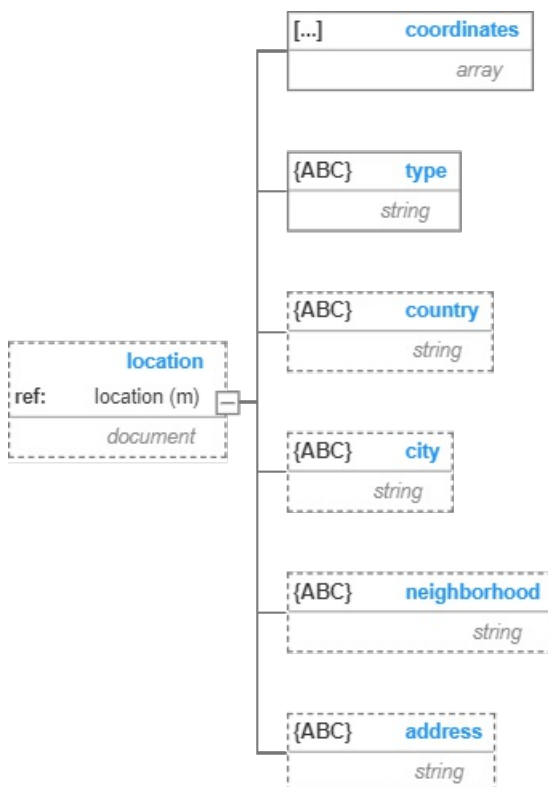 [...] coordinates
array
{ABC} type
string
{ABC} country
string
location
ref: location (m)
document
{ABC} city
string
{ABC} neighborhood
string
{ABC} address
string